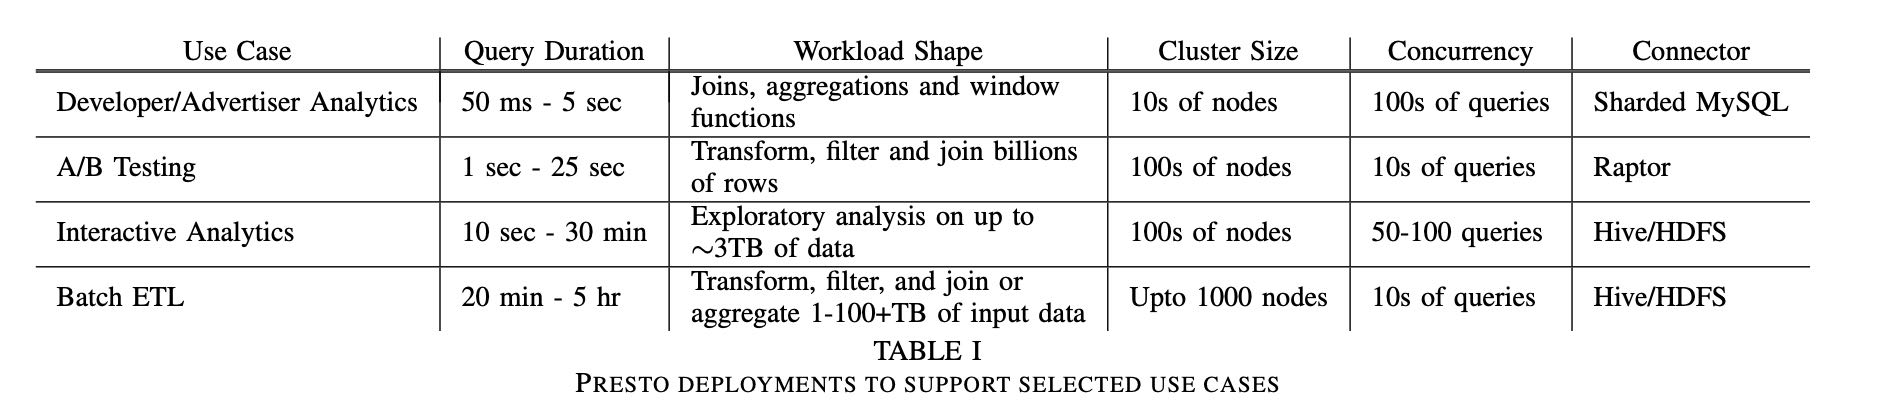 Use Case Query Duration Workload Shape Cluster Size Concurrency Connector
Developer/Advertiser Analytics 50 ms - 5 sec Joins, aggregations and window functions 10s of nodes 100s of queries Sharded MySQL
A/B Testing 1 sec - 25 sec Transform, filter and join billions of rows 100s of nodes 10s of queries Raptor
Interactive Analytics 10 sec - 30 min Exploratory analysis on up to ∼3TB of data 100s of nodes 50-100 queries Hive/HDFS
Batch ETL 20 min - 5 hr Transform, filter, and join or aggregate 1-100+TB of input data Upto 1000 nodes 10s of queries Hive/HDFS
TABLE I
PRESTO DEPLOYMENTS TO SUPPORT SELECTED USE CASES